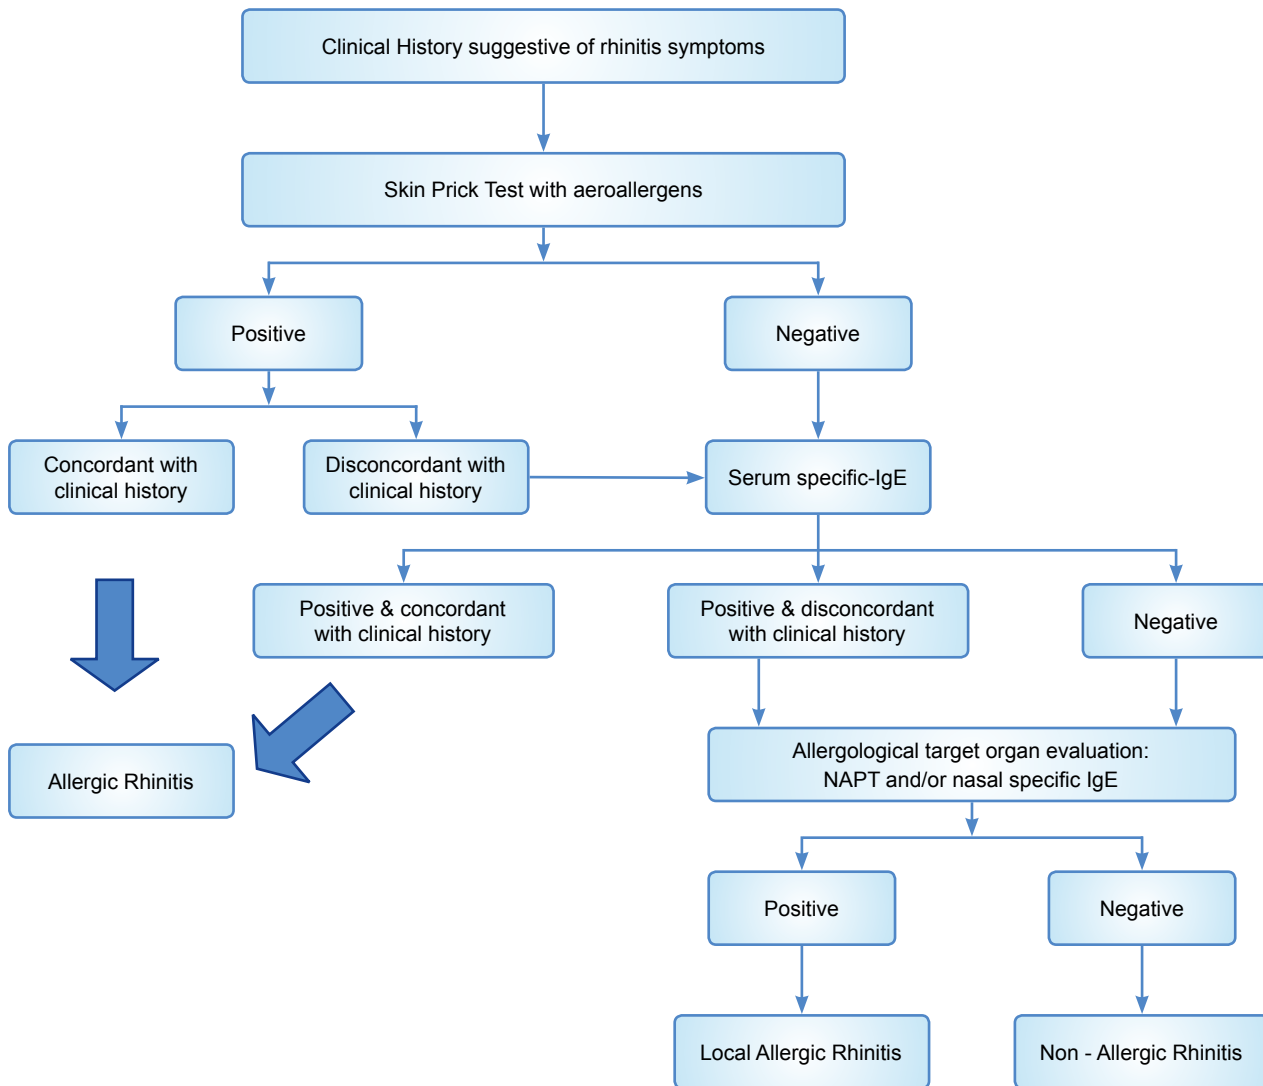 Clinical History suggestive of rhinitis symptoms
Skin Prick Test with aeroallergens
Positive
Negative
Concordant with
clinical history
Disconcordant with
clinical history
Serum specific-IgE
Positive & concordant
with clinical history
Positive & disconcordant
with clinical history
Negative
Allergic Rhinitis
Allergological target organ evaluation:
NAPT and/or nasal specific IgE
Positive
Negative
Local Allergic Rhinitis
Non - Allergic Rhinitis